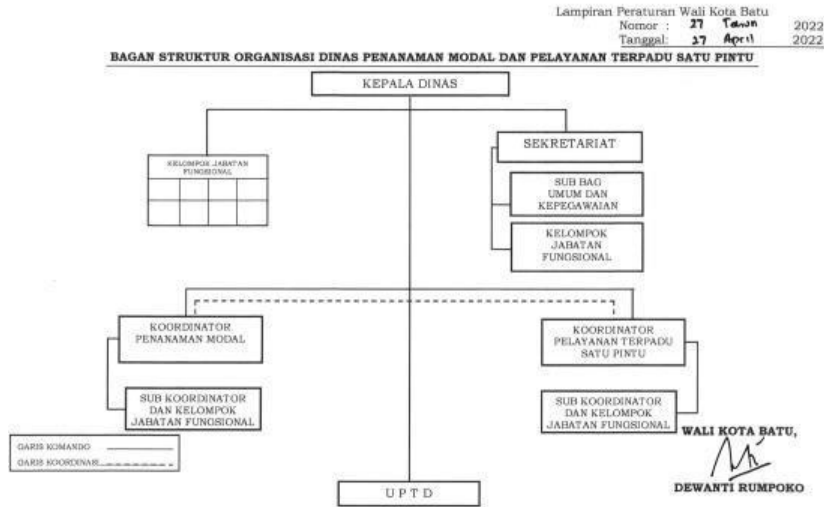 Lampiran Peraturan Wali Kota Batu
Nomor : 27 Tahun 2022
Tanggal: 27 April 2022
BAGAN STRUKTUR ORGANISASI DINAS PENANAMAN MODAL DAN PELAYANAN TERPADU SATU PINTU
KEPALA DINAS
KELOMPOK JABATAN
FUNGSIONAL
SEKRETARIAT
SUB BAG
UMUM DAN
KEPEGAWAIAN
KELOMPOK
JABATAN
FUNGSIONAL
KOORDINATOR
PENANAMAN MODAL
KOORDINATOR
PELAYANAN TERPADU
SATU PINTU
SUB KOORDINATOR
DAN KELOMPOK
JABATAN FUNGSIONAL
SUB KOORDINATOR
DAN KELOMPOK
JABATAN FUNGSIONAL
GARIS KOMANDO
GARIS KOORDINASI
WALI KOTA BATU,
DEWANTI RUMPOKO
U P T D